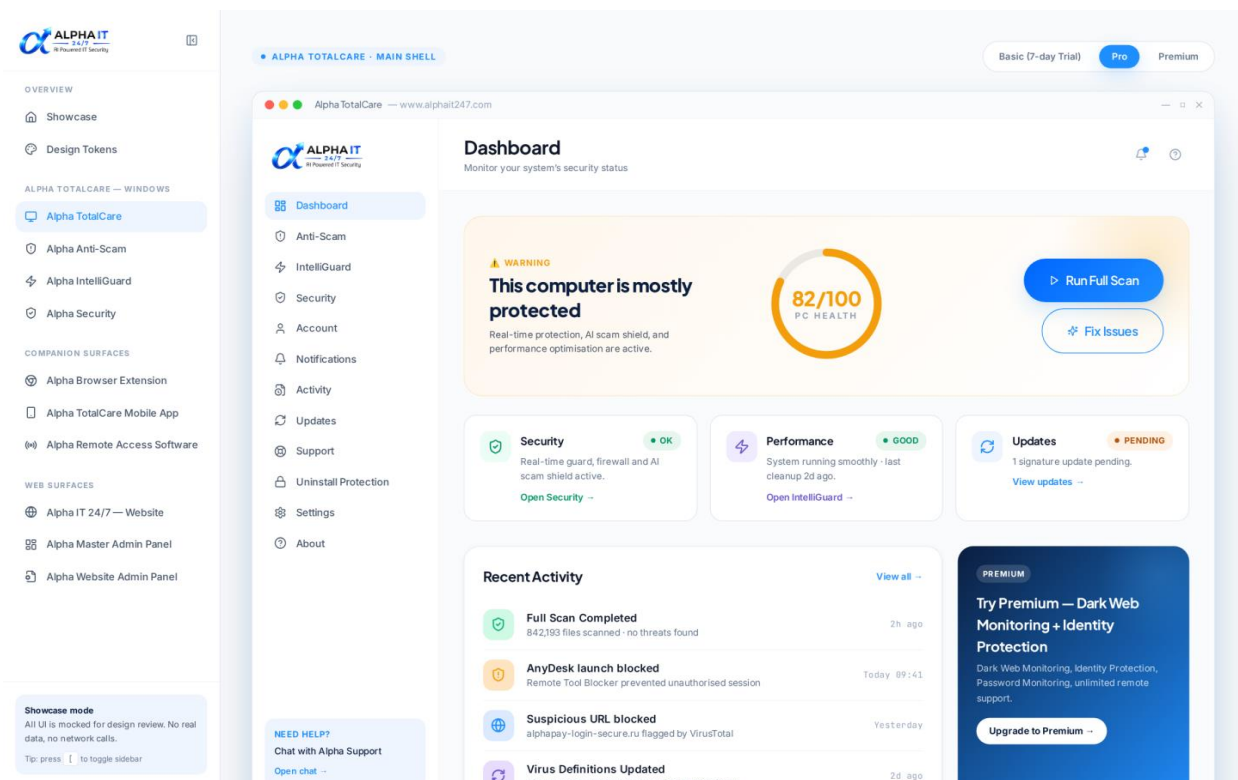 ALPHA IT
24/7
AI Powered IT Security
OVERVIEW
Showcase
Design Tokens
ALPHA TOTALCARE — WINDOWS
Alpha TotalCare
Alpha Anti-Scam
Alpha IntelliGuard
Alpha Security
COMPANION SURFACES
Alpha Browser Extension
Alpha TotalCare Mobile App
Alpha Remote Access Software
WEB SURFACES
Alpha IT 24/7 — Website
Alpha Master Admin Panel
Alpha Website Admin Panel
Showcase mode
All UI is mocked for design review. No real
data, no network calls.
Tip: press [ to toggle sidebar
ALPHA TOTALCARE · MAIN SHELL
Basic (7-day Trial) Pro Premium
Alpha TotalCare — www.alphait247.com
ALPHA IT
24/7
AI Powered IT Security
Dashboard
Anti-Scam
IntelliGuard
Security
Account
Notifications
Activity
Updates
Support
Uninstall Protection
Settings
About
NEED HELP?
Chat with Alpha Support
Open chat →
Dashboard
Monitor your system's security status
⚠ WARNING
This computer is mostly
protected
Real-time protection, AI scam shield, and
performance optimisation are active.
82/100
PC HEALTH
Run Full Scan
Fix Issues
Security
OK
Real-time guard, firewall and AI
scam shield active.
Open Security →
Performance
GOOD
System running smoothly · last
cleanup 2d ago.
Open IntelliGuard →
Updates
PENDING
1 signature update pending.
View updates →
Recent Activity
View all →
Full Scan Completed
842,193 files scanned · no threats found
2h ago
AnyDesk launch blocked
Remote Tool Blocker prevented unauthorised session
Today 09:41
Suspicious URL blocked
alphapay-login-secure.ru flagged by VirusTotal
Yesterday
Virus Definitions Updated
2d ago
PREMIUM
Try Premium — Dark Web
Monitoring + Identity
Protection
Dark Web Monitoring, Identity Protection,
Password Monitoring, unlimited remote
support.
Upgrade to Premium →